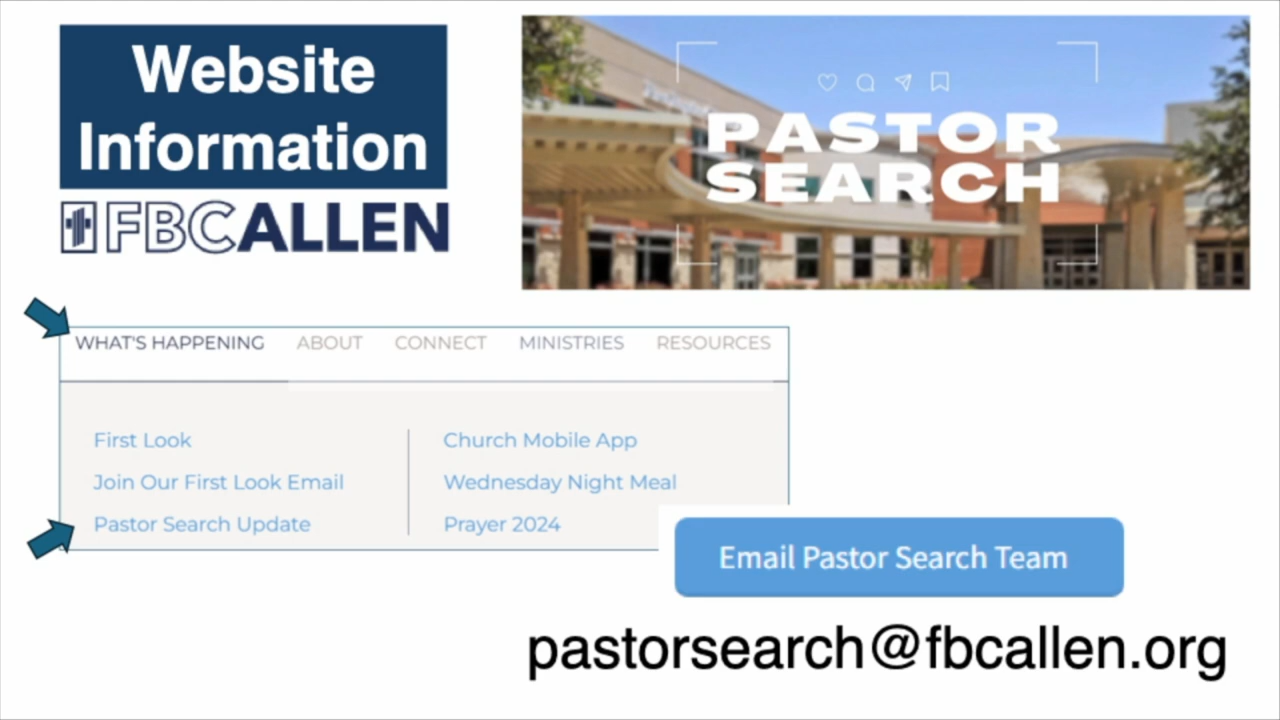 Website
Information
FBCALLEN
PASTOR
SEARCH
WHAT'S HAPPENING ABOUT CONNECT MINISTRIES RESOURCES
First Look
Join Our First Look Email
Pastor Search Update
Church Mobile App
Wednesday Night Meal
Prayer 2024
Email Pastor Search Team
pastorsearch@fbcallen.org